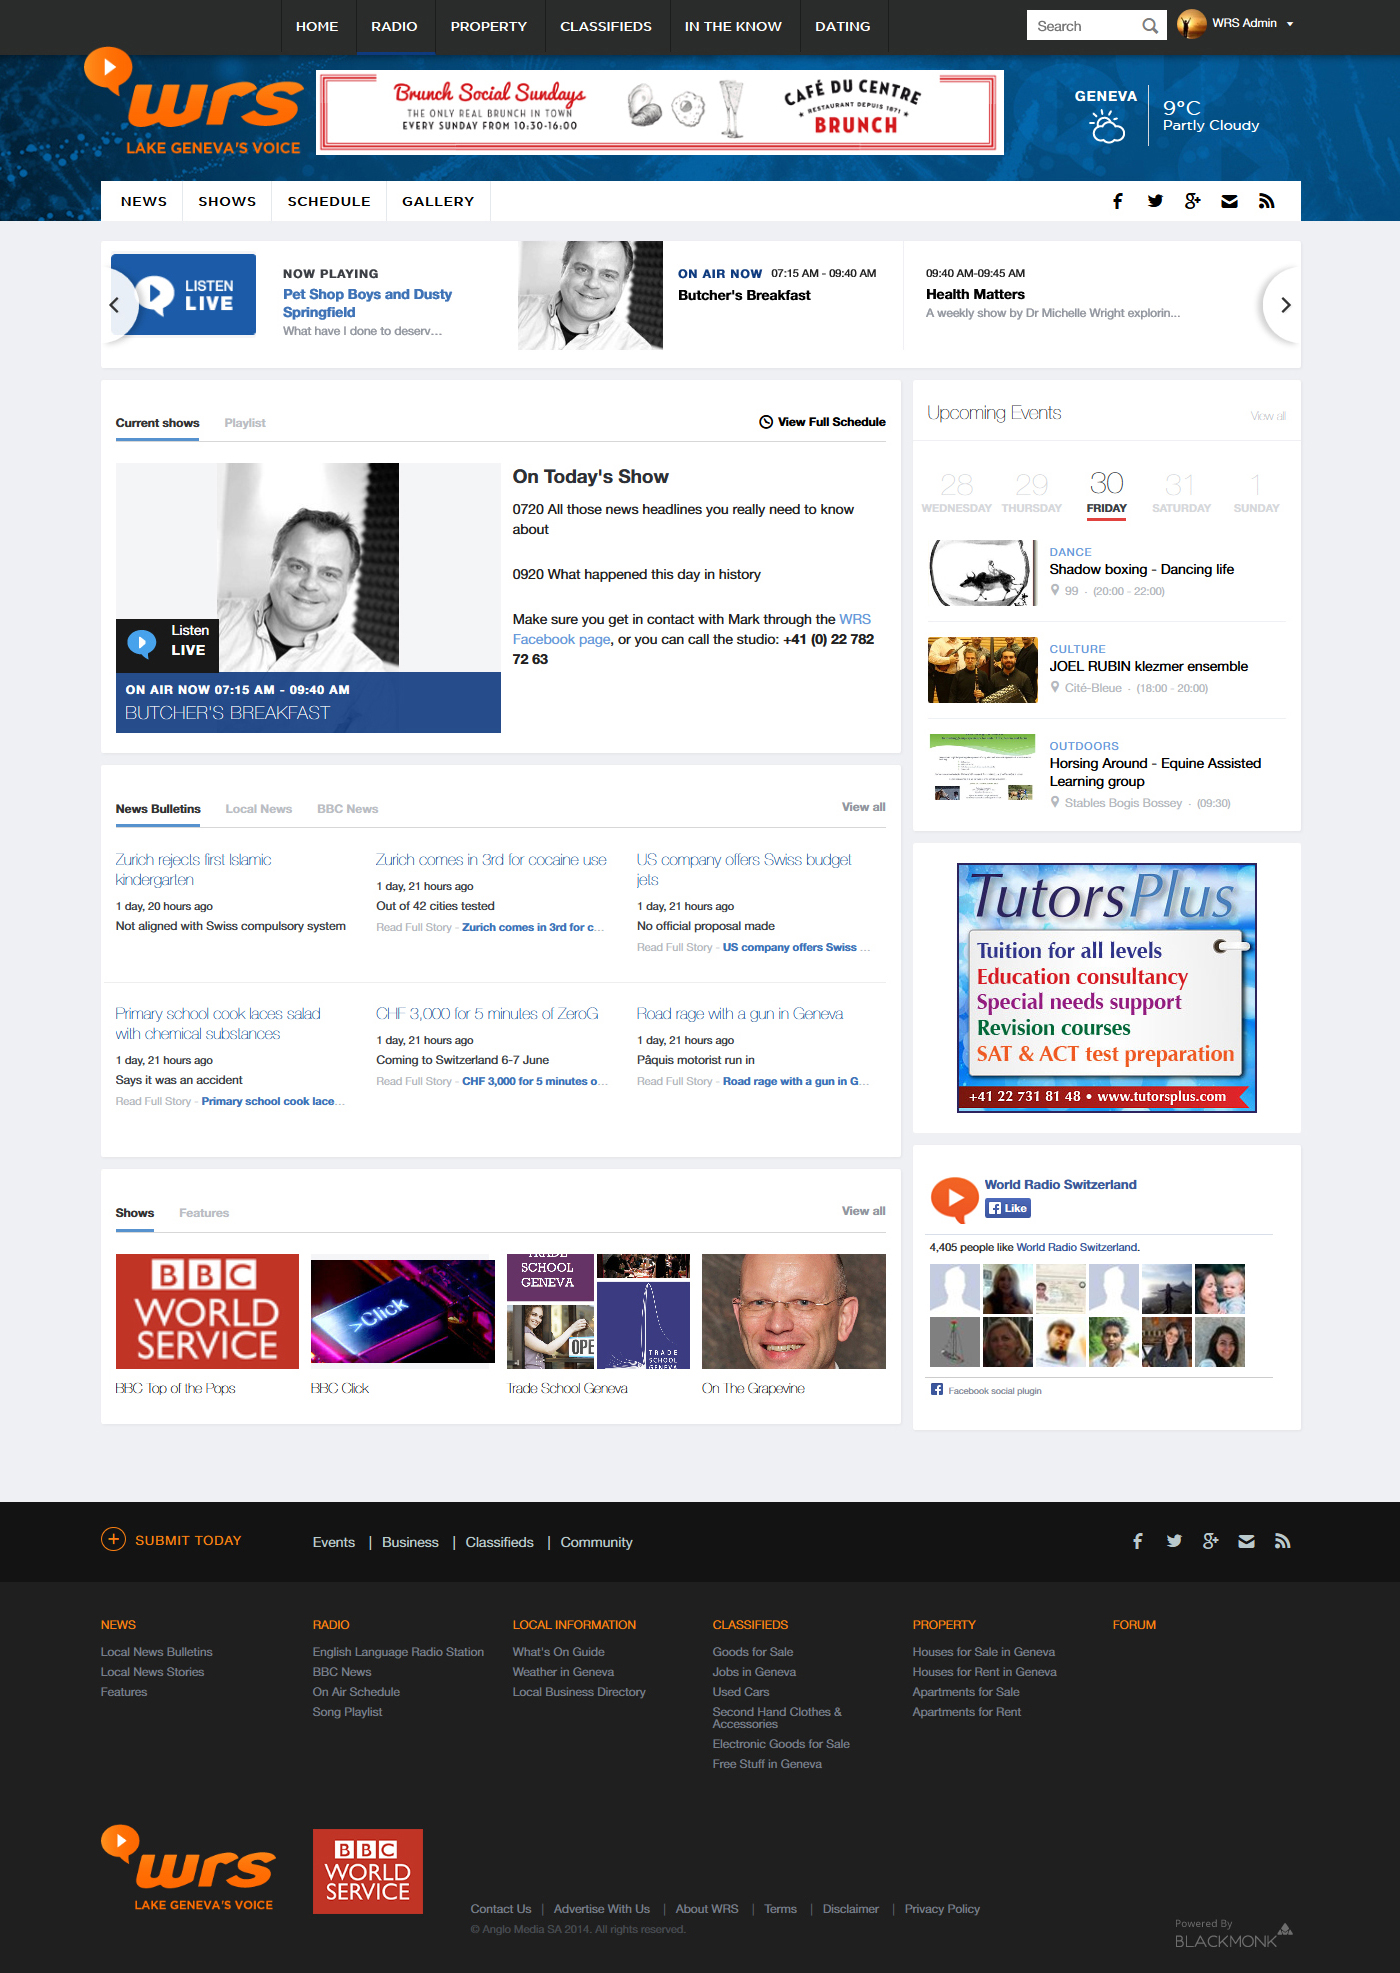 HOME RADIO PROPERTY CLASSIFIEDS IN THE KNOW DATING
Search
WRS Admin
wrs
LAKE GENEVA'S VOICE
Brunch Social Sundays
THE ONLY REAL BRUNCH IN TOWN
EVERY SUNDAY FROM 10:30-16:00
CAFÉ DU CENTRE
RESTAURANT DEPUIS 1871
BRUNCH
GENEVA
9°C
Partly Cloudy
NEWS SHOWS SCHEDULE GALLERY
LISTEN
LIVE
NOW PLAYING
Pet Shop Boys and Dusty
Springfield
What have I done to deserv...
ON AIR NOW 07:15 AM - 09:40 AM
Butcher's Breakfast
09:40 AM-09:45 AM
Health Matters
A weekly show by Dr Michelle Wright explorin...
Current shows Playlist
View Full Schedule
Listen
LIVE
ON AIR NOW 07:15 AM - 09:40 AM
BUTCHER'S BREAKFAST
On Today's Show
0720 All those news headlines you really need to know
about
0920 What happened this day in history
Make sure you get in contact with Mark through the WRS
Facebook page, or you can call the studio: +41 (0) 22 782
72 63
Upcoming Events
View all
28 29 30 31 1
WEDNESDAY THURSDAY FRIDAY SATURDAY SUNDAY
DANCE
Shadow boxing - Dancing life
99 - (20:00 - 22:00)
CULTURE
JOEL RUBIN klezmer ensemble
Cité-Bleue - (18:00 - 20:00)
OUTDOORS
Horsing Around - Equine Assisted
Learning group
Stables Bogis Bossey - (09:30)
News Bulletins Local News BBC News
View all
Zurich rejects first Islamic
kindergarten
1 day, 20 hours ago
Not aligned with Swiss compulsory system
Zurich comes in 3rd for cocaine use
1 day, 21 hours ago
Out of 42 cities tested
Read Full Story - Zurich comes in 3rd for c...
US company offers Swiss budget
jets
1 day, 21 hours ago
No official proposal made
Read Full Story - US company offers Swiss ...
Primary school cook laces salad
with chemical substances
1 day, 21 hours ago
Says it was an accident
Read Full Story - Primary school cook lace...
CHF 3,000 for 5 minutes of ZeroG
1 day, 21 hours ago
Coming to Switzerland 6-7 June
Read Full Story - CHF 3,000 for 5 minutes o...
Road rage with a gun in Geneva
1 day, 21 hours ago
Pâquis motorist run in
Read Full Story - Road rage with a gun in G...
TutorsPlus
Tuition for all levels
Education consultancy
Special needs support
Revision courses
SAT & ACT test preparation
+41 22 731 81 48 • www.tutorsplus.com
Shows Features
View all
BBC
WORLD
SERVICE
BBC Top of the Pops
>Click
BBC Click
TRADE
SCHOOL
GENEVA
OPE
TRADE
SCHOOL
GENEVA
Trade School Geneva
On The Grapevine
World Radio Switzerland
Like
4,405 people like World Radio Switzerland.
Facebook social plugin
SUBMIT TODAY
Events | Business | Classifieds | Community
NEWS
Local News Bulletins
Local News Stories
Features
RADIO
English Language Radio Station
BBC News
On Air Schedule
Song Playlist
LOCAL INFORMATION
What's On Guide
Weather in Geneva
Local Business Directory
CLASSIFIEDS
Goods for Sale
Jobs in Geneva
Used Cars
Second Hand Clothes &
Accessories
Electronic Goods for Sale
Free Stuff in Geneva
PROPERTY
Houses for Sale in Geneva
Houses for Rent in Geneva
Apartments for Sale
Apartments for Rent
FORUM
wrs
LAKE GENEVA'S VOICE
BBC
WORLD
SERVICE
Contact Us | Advertise With Us | About WRS | Terms | Disclaimer | Privacy Policy
© Anglo Media SA 2014. All rights reserved.
Powered By
BLACKMONK